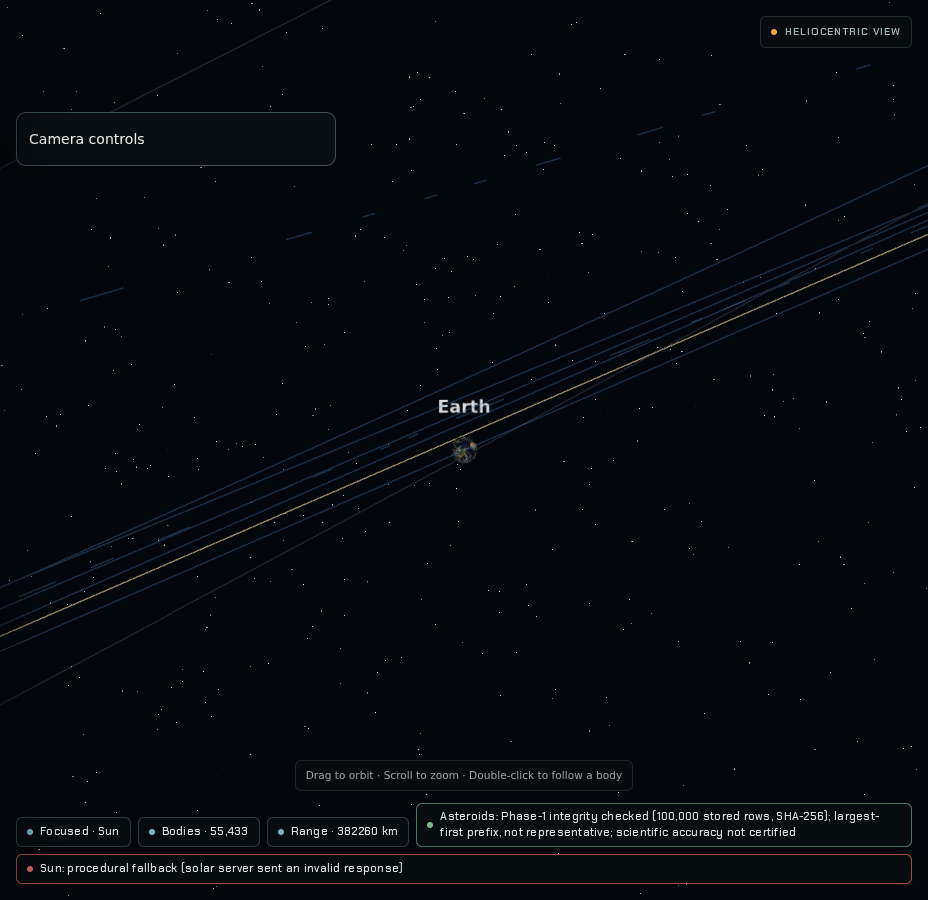 HELIOCENTRIC VIEW
Camera controls
Earth
Drag to orbit · Scroll to zoom · Double-click to follow a body
Focused · Sun
Bodies · 55,433
Range · 382260 km
Asteroids: Phase-1 integrity checked (100,000 stored rows, SHA-256); largest-
first prefix, not representative; scientific accuracy not certified
Sun: procedural fallback (solar server sent an invalid response)